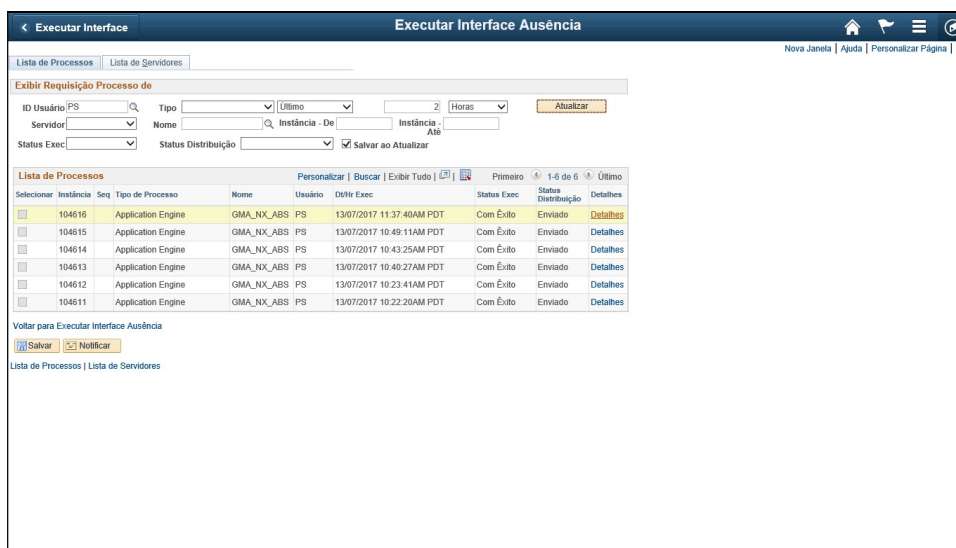 Executar Interface
Executar Interface Ausência
Nova Janela | Ajuda | Personalizar Página |
Lista de Processos
Lista de Servidores
Exibir Requisição Processo de
ID Usuário PS Tipo Último 2 Horas Atualizar
Servidor Nome Instância - De Instância - Até
Status Exec Status Distribuição Salvar ao Atualizar
Lista de Processos Personalizar | Buscar | Exibir Tudo | | Primeiro 1-6 de 6 Último
Selecionar Instância Seq Tipo de Processo Nome Usuário Dt/Hr Exec Status Exec Status Distribuição Detalhes
104616 Application Engine GMA_NX_ABS PS 13/07/2017 11:37:40AM PDT Com Êxito Enviado Detalhes
104615 Application Engine GMA_NX_ABS PS 13/07/2017 10:49:11AM PDT Com Êxito Enviado Detalhes
104614 Application Engine GMA_NX_ABS PS 13/07/2017 10:43:25AM PDT Com Êxito Enviado Detalhes
104613 Application Engine GMA_NX_ABS PS 13/07/2017 10:40:27AM PDT Com Êxito Enviado Detalhes
104612 Application Engine GMA_NX_ABS PS 13/07/2017 10:23:41AM PDT Com Êxito Enviado Detalhes
104611 Application Engine GMA_NX_ABS PS 13/07/2017 10:22:20AM PDT Com Êxito Enviado Detalhes
Voltar para Executar Interface Ausência
Salvar Notificar
Lista de Processos | Lista de Servidores